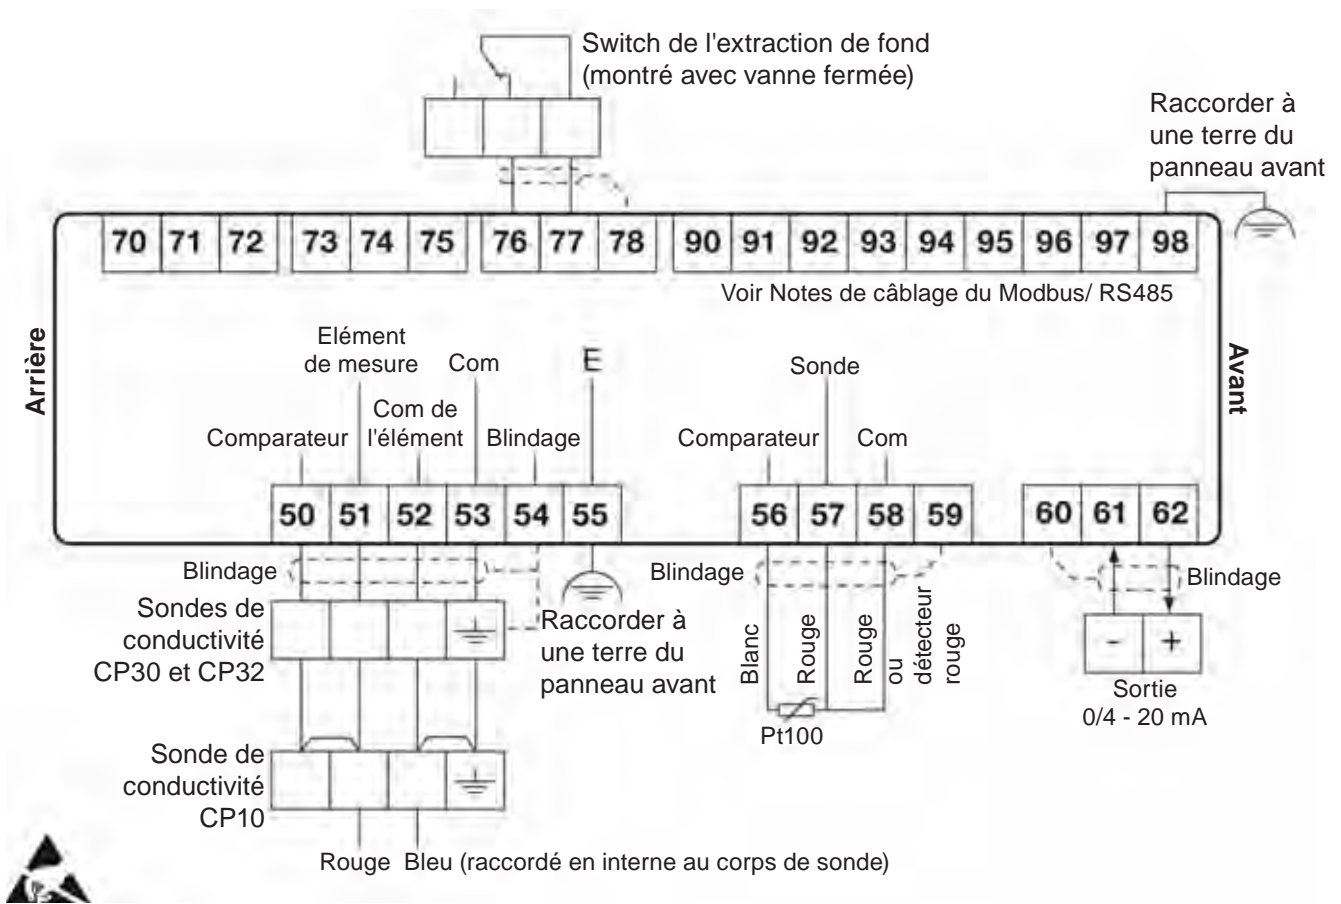 Switch de l'extraction de fond
(montré avec vanne fermée)
Raccorder à
une terre du
panneau avant
70 71 72 73 74 75 76 77 78 90 91 92 93 94 95 96 97 98
Voir Notes de câblage du Modbus/ RS485
Arrière
Avant
Elément
de mesure
Com
E
Sonde
Com de
l'élément
Comparateur
Blindage
Comparateur
Com
50 51 52 53 54 55 56 57 58 59 60 61 62
Blindage
Blindage
Blindage
Sondes de
conductivité
CP30 et CP32
Raccorder à
une terre du
panneau avant
Blanc
Rouge
Rouge
ou
détecteur
rouge
- +
Sortie
0/4 - 20 mA
Pt100
Sonde de
conductivité
CP10
Rouge Bleu (raccordé en interne au corps de sonde)